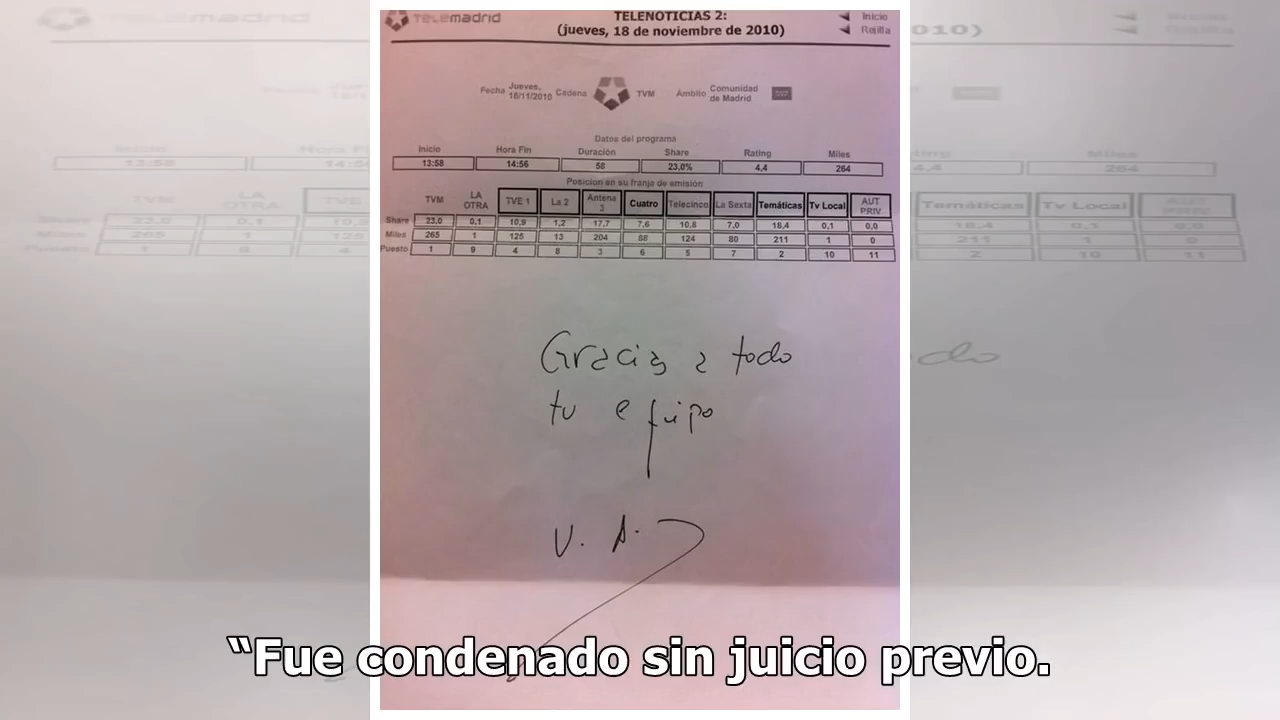 TELEMADRID
TELENOTICIAS 2:
(jueves, 18 de noviembre de 2010)
Inicio
Rejilla
Fecha Jueves, 18/11/2010 Cadena TVM Ambito Comunidad de Madrid
Datos del programa
Inicio Hora Fin Duración Share Rating Miles
13:58 14:56 58 23,0% 4,4 264
Posicion en su franja de emisión
TVM LA OTRA TVE 1 La 2 Antena 3 Cuatro Telecinco La Sexta Temáticas Tv Local AUT PRIV
Share 23,0 0,1 10,9 1,2 17,7 7,6 10,8 7,0 18,4 0,1 0,0
Miles 265 1 125 13 204 88 124 80 211 1 0
Puesto 1 9 4 8 3 6 5 7 2 10 11
Gracias a todo
tu equipo
V. A.
“Fue condenado sin juicio previo.